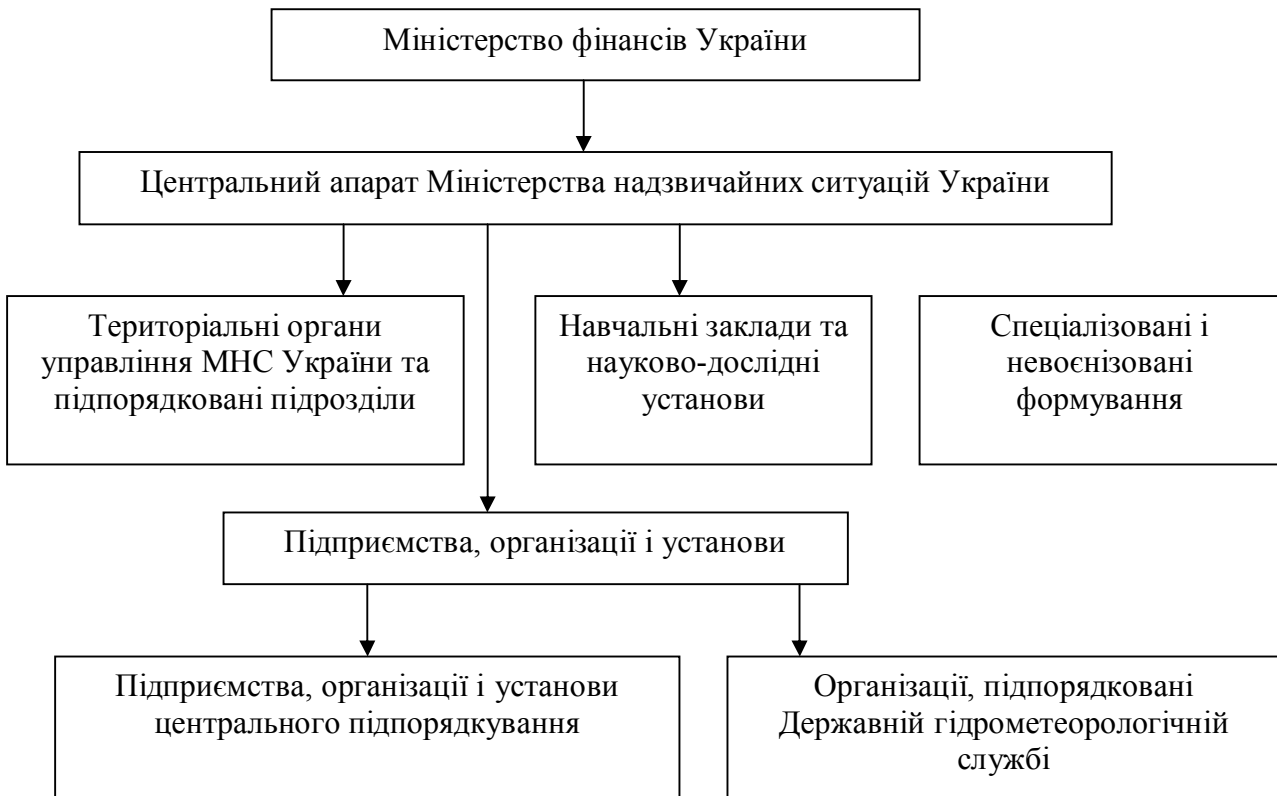 Міністерство фінансів України
Центральний апарат Міністерства надзвичайних ситуацій України
Територіальні органи
управління МНС України та
підпорядковані підрозділи
Навчальні заклади та
науково-дослідні
установи
Спеціалізовані і
невоєнізовані
формування
Підприємства, організації і установи
Підприємства, організації і установи
центрального підпорядкування
Організації, підпорядковані
Державній гідрометеорологічній
службі